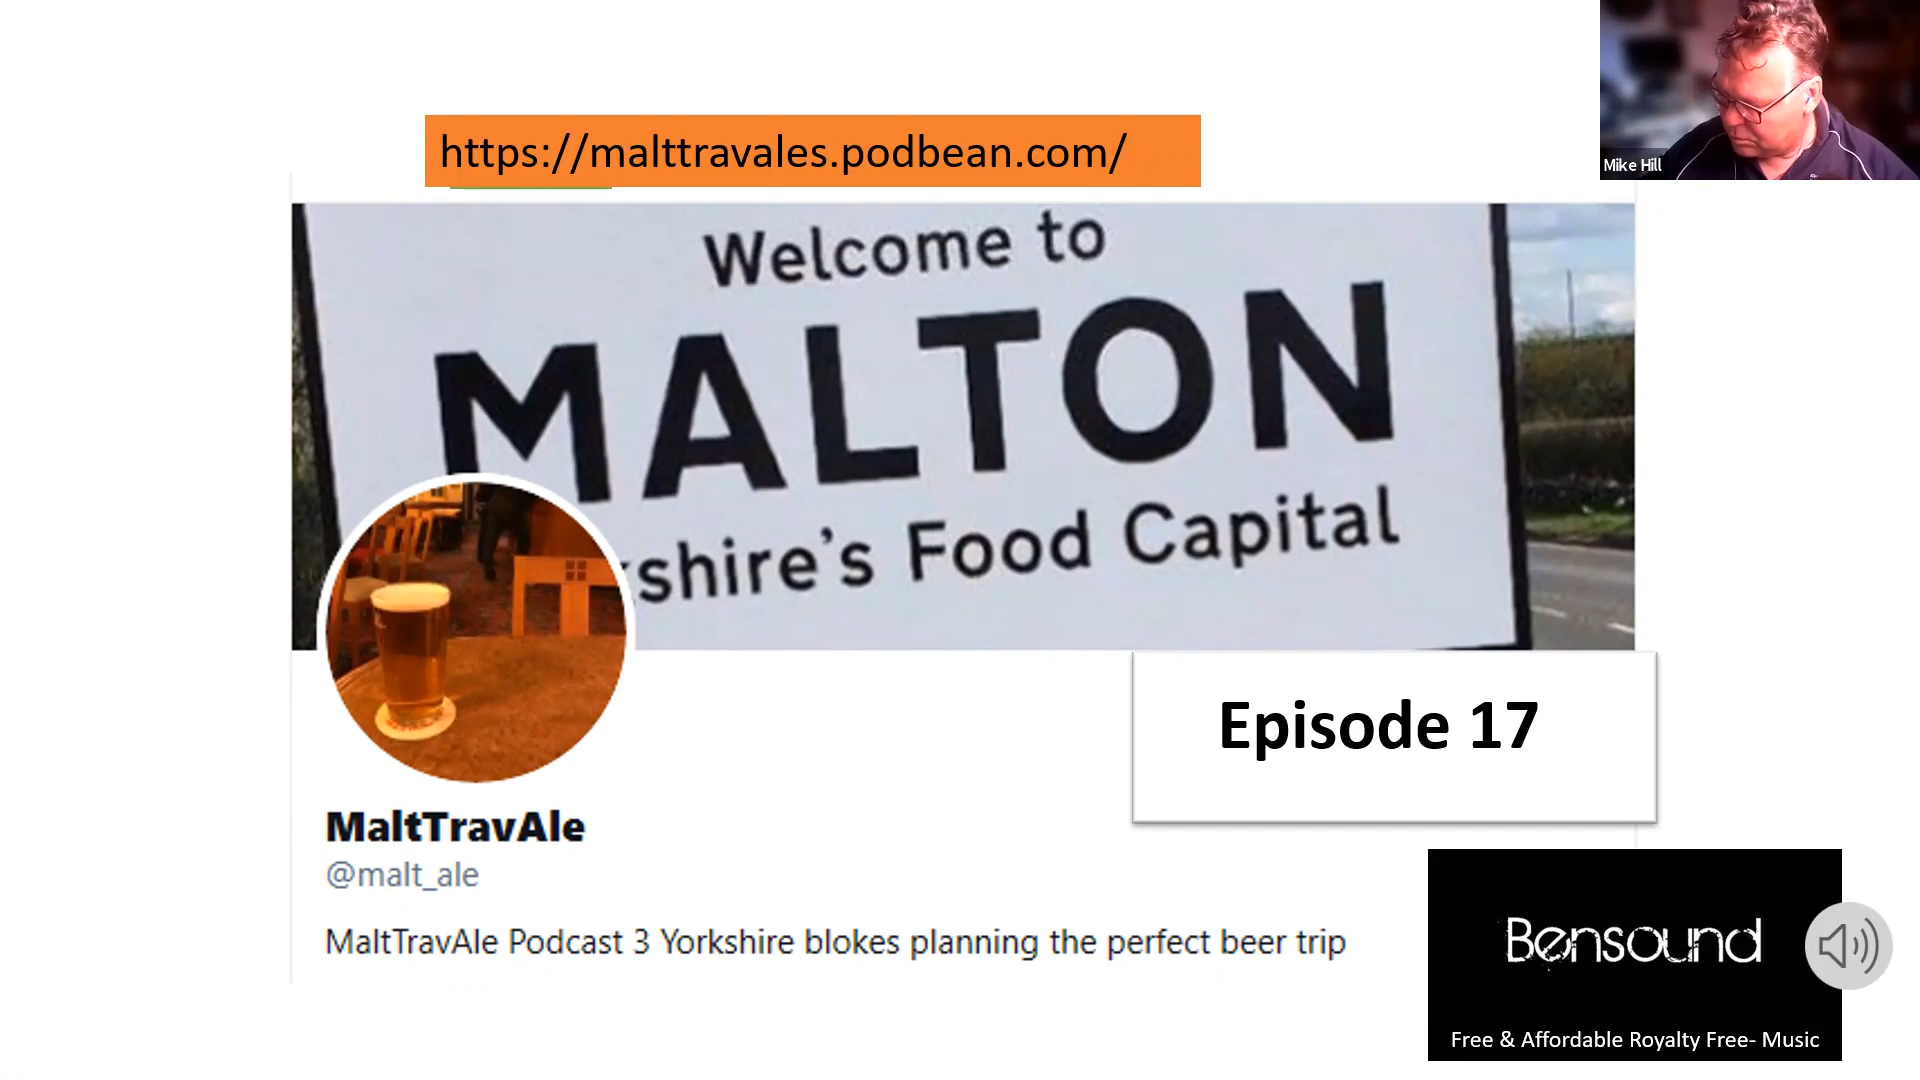 https://malttravales.podbean.com/
Mike Hill
Welcome to
MALTON
kshire's Food Capital
Episode 17
MaltTravAle
@malt_ale
MaltTravAle Podcast 3 Yorkshire blokes planning the perfect beer trip
Bensound
Free & Affordable Royalty Free- Music